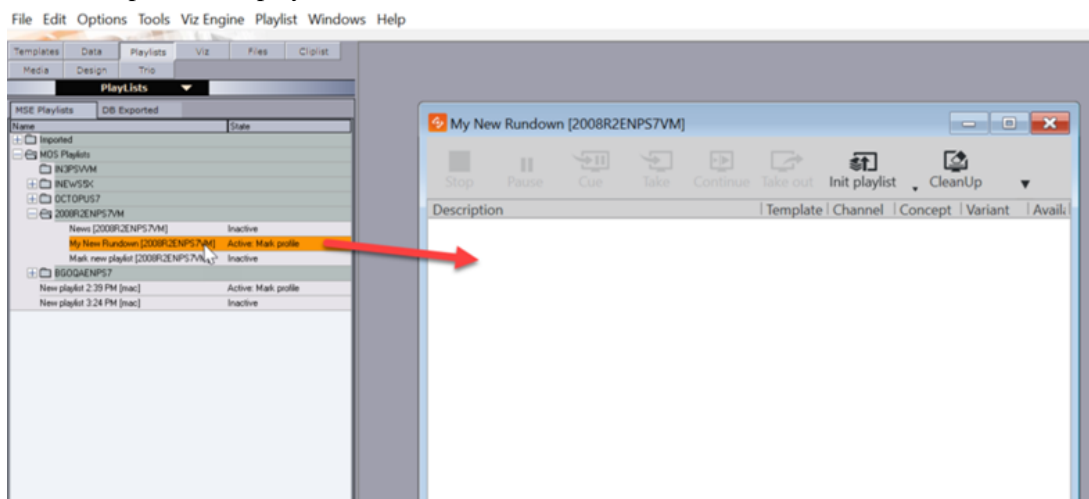 File Edit Options Tools Viz Engine Playlist Windows Help
Templates Data Playlists Viz Files Cliplist
Media Design Trio
PlayLists
MSE Playlists DB Exported
Name State
Imported
MOS Playlists
IN3PSVVM
INEWS5X
OCTOPUS7
2008R2ENPS7VM
News [2008R2ENPS7VM] Inactive
My New Rundown [2008R2ENPS7VM] Active: Mark profile
Mark new playlist [2008R2ENPS7VM] Inactive
BGOQAENPS7
New playlist 2:39 PM [mac] Active: Mark profile
New playlist 3:24 PM [mac] Inactive
My New Rundown [2008R2ENPS7VM]
Stop Pause Cue Take Continue Take out Init playlist CleanUp
Description Template Channel Concept Variant Availa